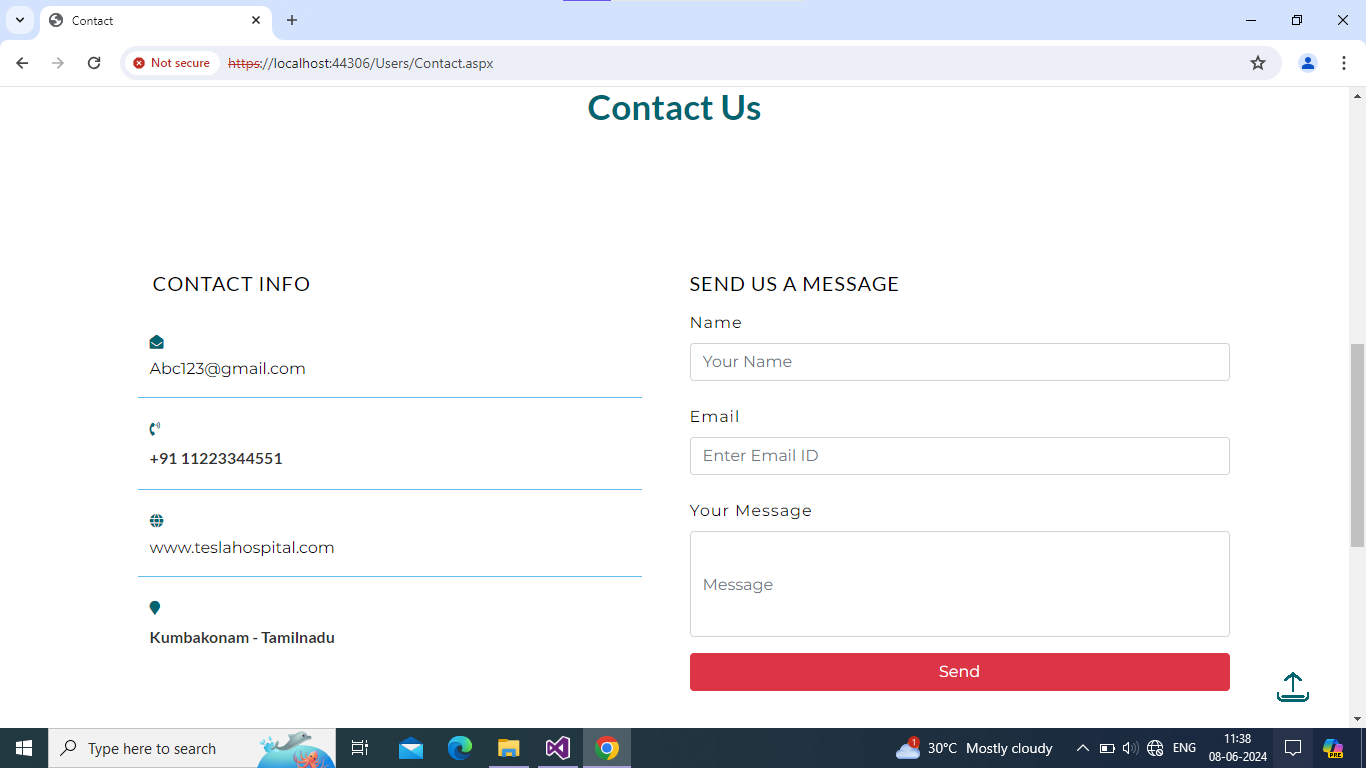 Contact
Not secure
https://localhost:44306/Users/Contact.aspx
Contact Us
CONTACT INFO
Abc123@gmail.com
+91 11223344551
www.teslahospital.com
Kumbakonam - Tamilnadu
SEND US A MESSAGE
Name
Your Name
Email
Enter Email ID
Your Message
Message
Send
Type here to search
1
30°C Mostly cloudy
ENG
11:38
08-06-2024
PRE